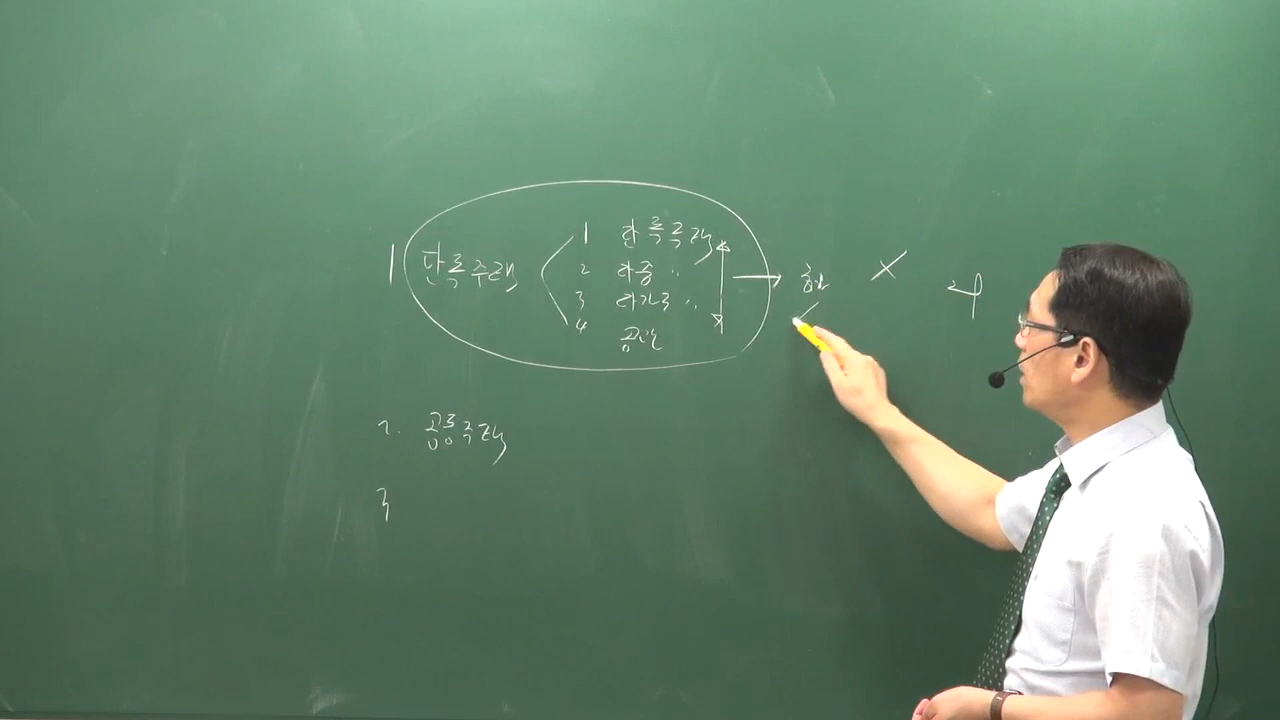 1 단독주택
1 단독주택
2 다중 〃
3 다가구 〃
4 공관
→ ×
2. 공동주택
3